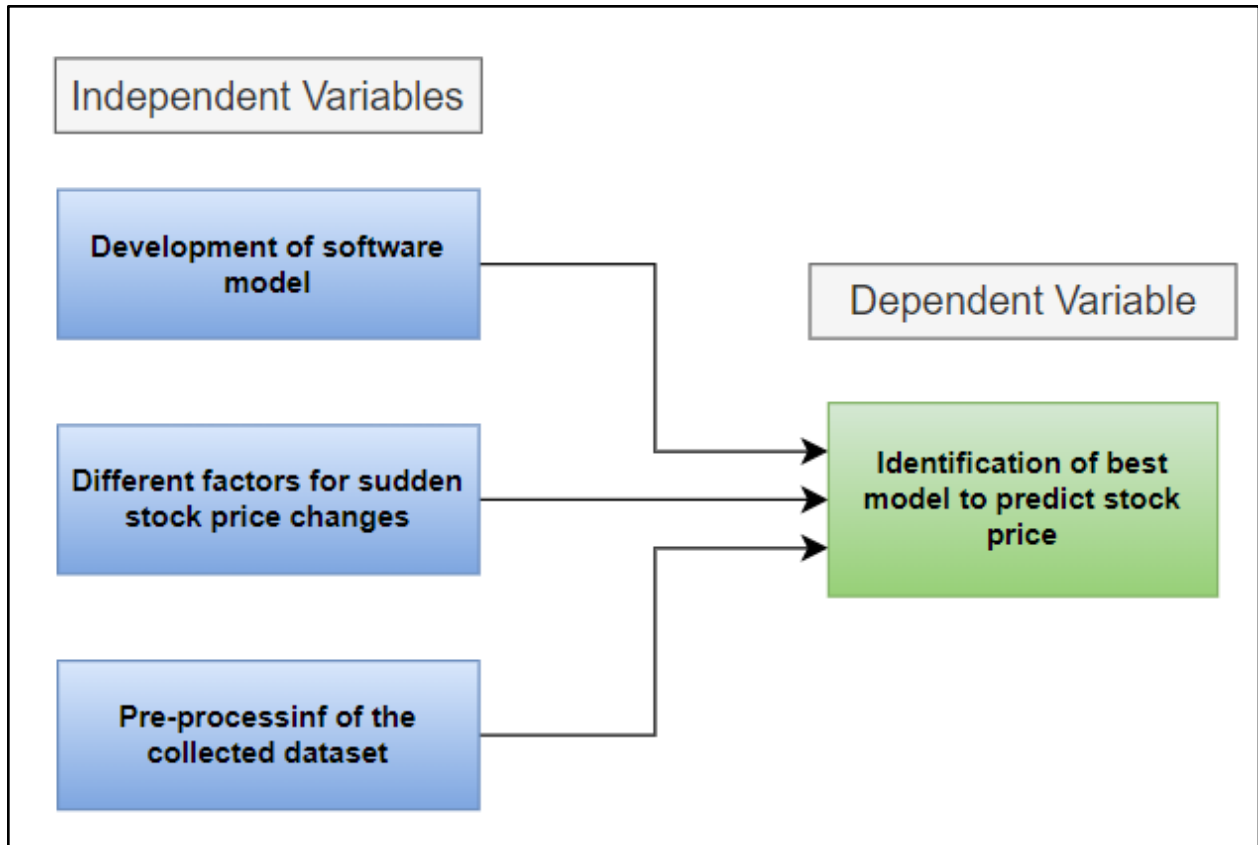 Independent Variables
Development of software
model
Different factors for sudden
stock price changes
Pre-processinf of the
collected dataset
Dependent Variable
Identification of best
model to predict stock
price